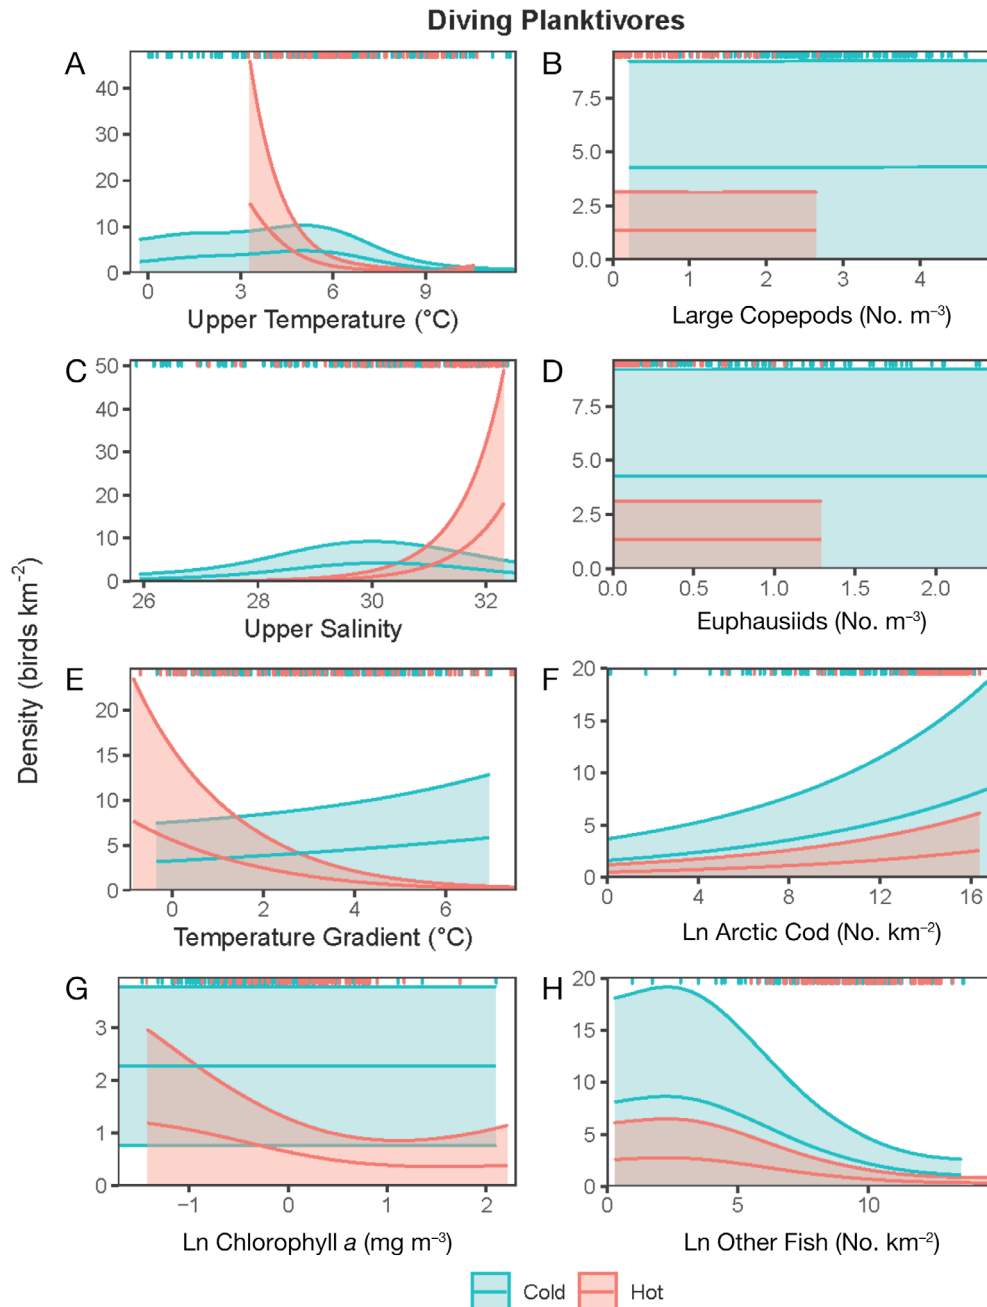 Diving Planktivores
Density (birds km⁻²)
A
50
40
30
20
10
0
0 3 6 9
Upper Temperature (°C)
B
7.5
5.0
2.5
0.0
0 1 2 3 4
Large Copepods (No. m⁻³)
C
50
40
30
20
10
0
26 28 30 32
Upper Salinity
D
7.5
5.0
2.5
0.0
0.0 0.5 1.0 1.5 2.0
Euphausiids (No. m⁻³)
E
20
15
10
5
0
0 2 4 6
Temperature Gradient (°C)
F
20
15
10
5
0
0 4 8 12 16
Ln Arctic Cod (No. km⁻²)
G
3
2
1
0
−1 0 1 2
Ln Chlorophyll a (mg m⁻³)
H
20
15
10
5
0
0 5 10
Ln Other Fish (No. km⁻²)
Cold Hot